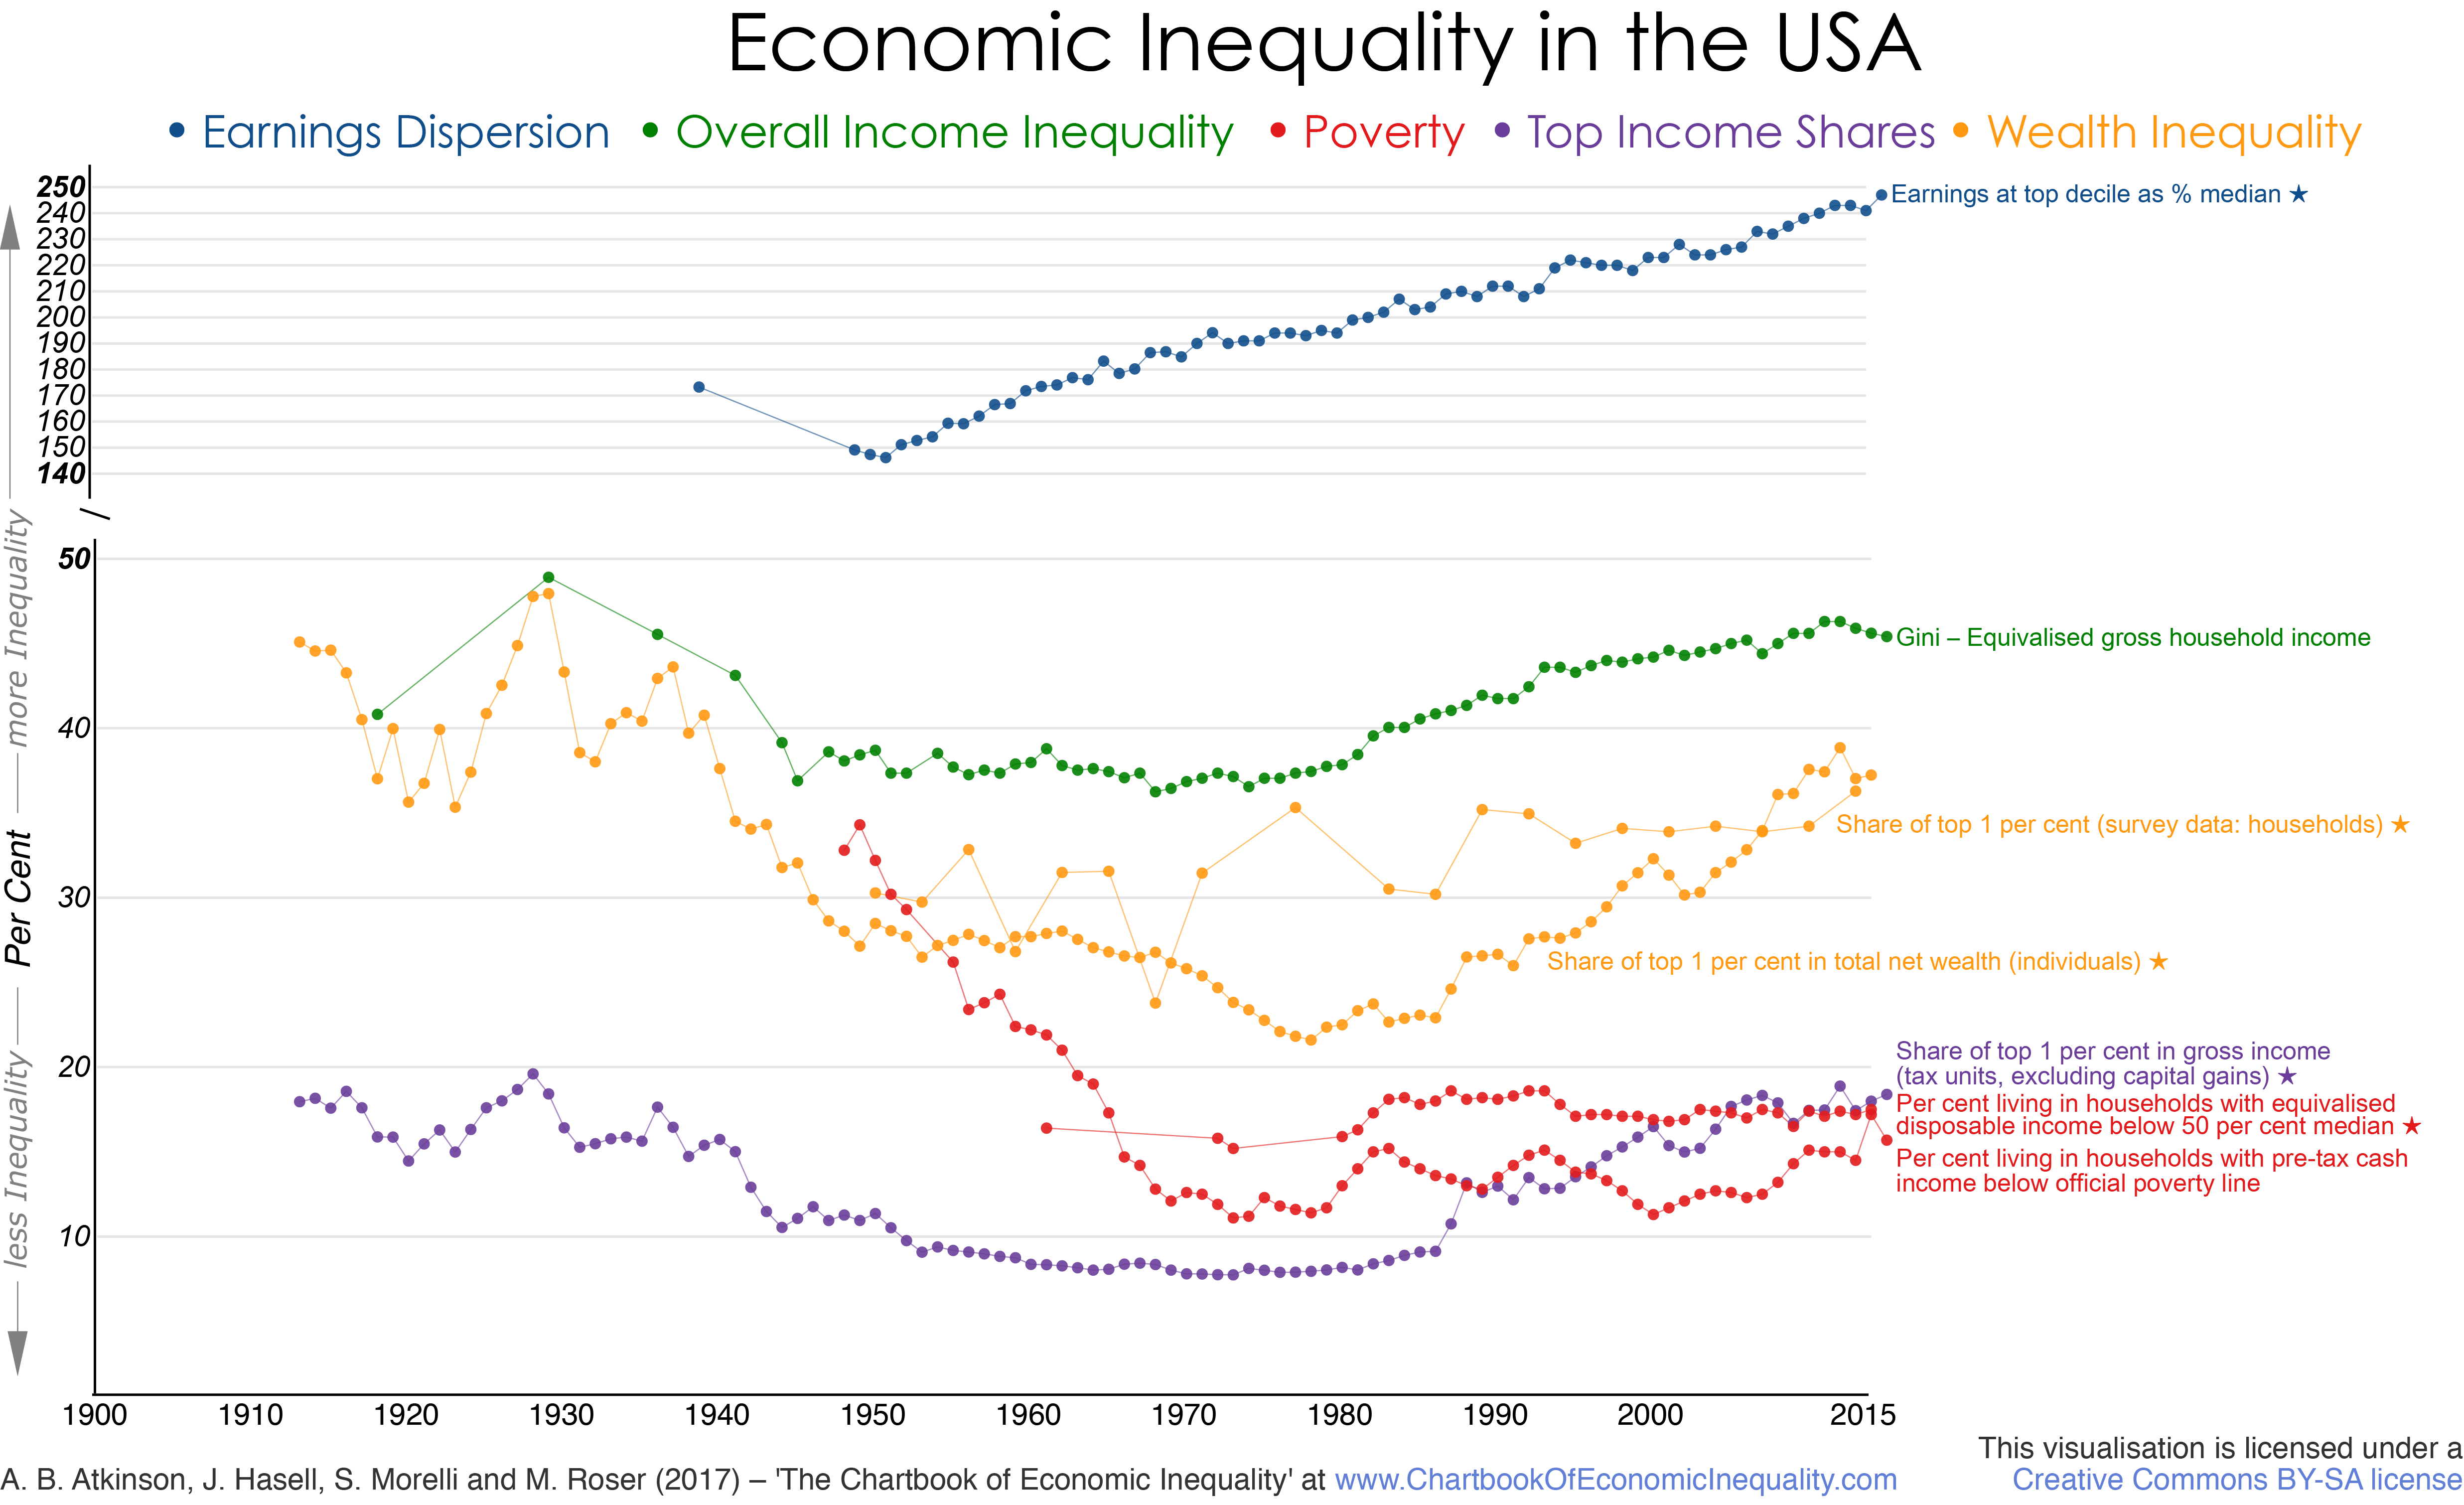 Economic Inequality in the USA
Earnings Dispersion
Overall Income Inequality
Poverty
Top Income Shares
Wealth Inequality
250
240
230
220
210
200
190
180
170
160
150
140
50
40
30
20
10
less Inequality
Per Cent
more Inequality
Earnings at top decile as % median ★
Gini – Equivalised gross household income
Share of top 1 per cent (survey data: households) ★
Share of top 1 per cent in total net wealth (individuals) ★
Share of top 1 per cent in gross income
(tax units, excluding capital gains) ★
Per cent living in households with equivalised
disposable income below 50 per cent median ★
Per cent living in households with pre-tax cash
income below official poverty line
1900 1910 1920 1930 1940 1950 1960 1970 1980 1990 2000 2015
A. B. Atkinson, J. Hasell, S. Morelli and M. Roser (2017) – 'The Chartbook of Economic Inequality' at www.ChartbookOfEconomicInequality.com
This visualisation is licensed under a
Creative Commons BY-SA license